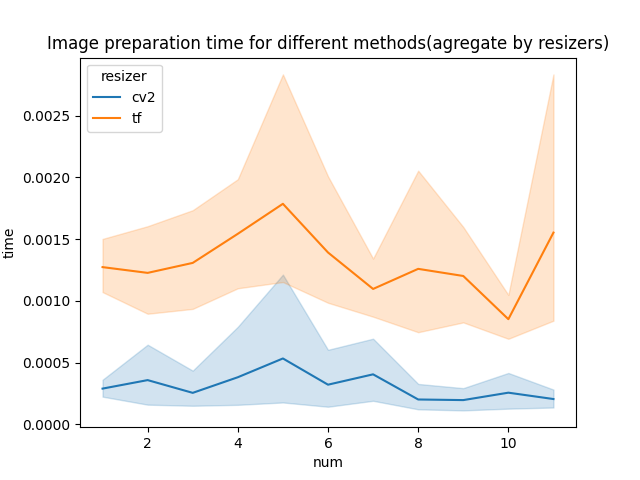 Image preparation time for different methods(agregate by resizers)
resizer
cv2
tf
0.0025
0.0020
0.0015
0.0010
0.0005
0.0000
time
2 4 6 8 10
num